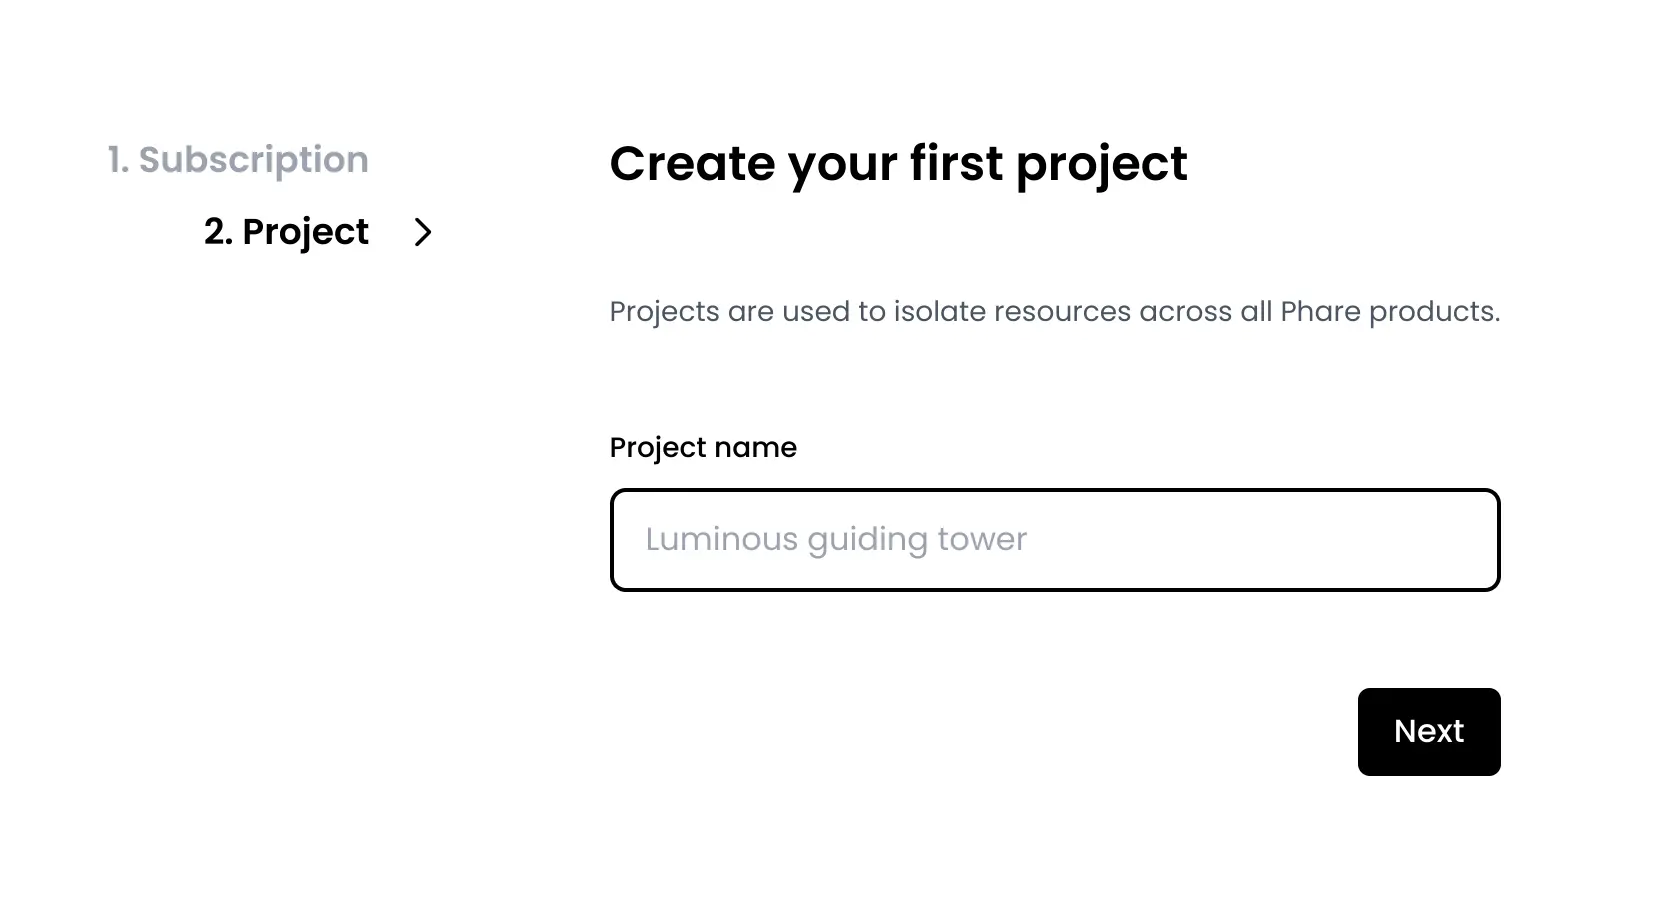 1. Subscription
2. Project
Create your first project
Projects are used to isolate resources across all Phare products.
Project name
Luminous guiding tower
Next